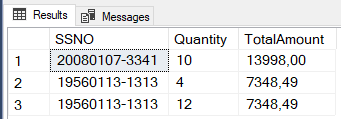 Results Messages
SSNO Quantity TotalAmount
1 20080107-3341 10 13998,00
2 19560113-1313 4 7348,49
3 19560113-1313 12 7348,49